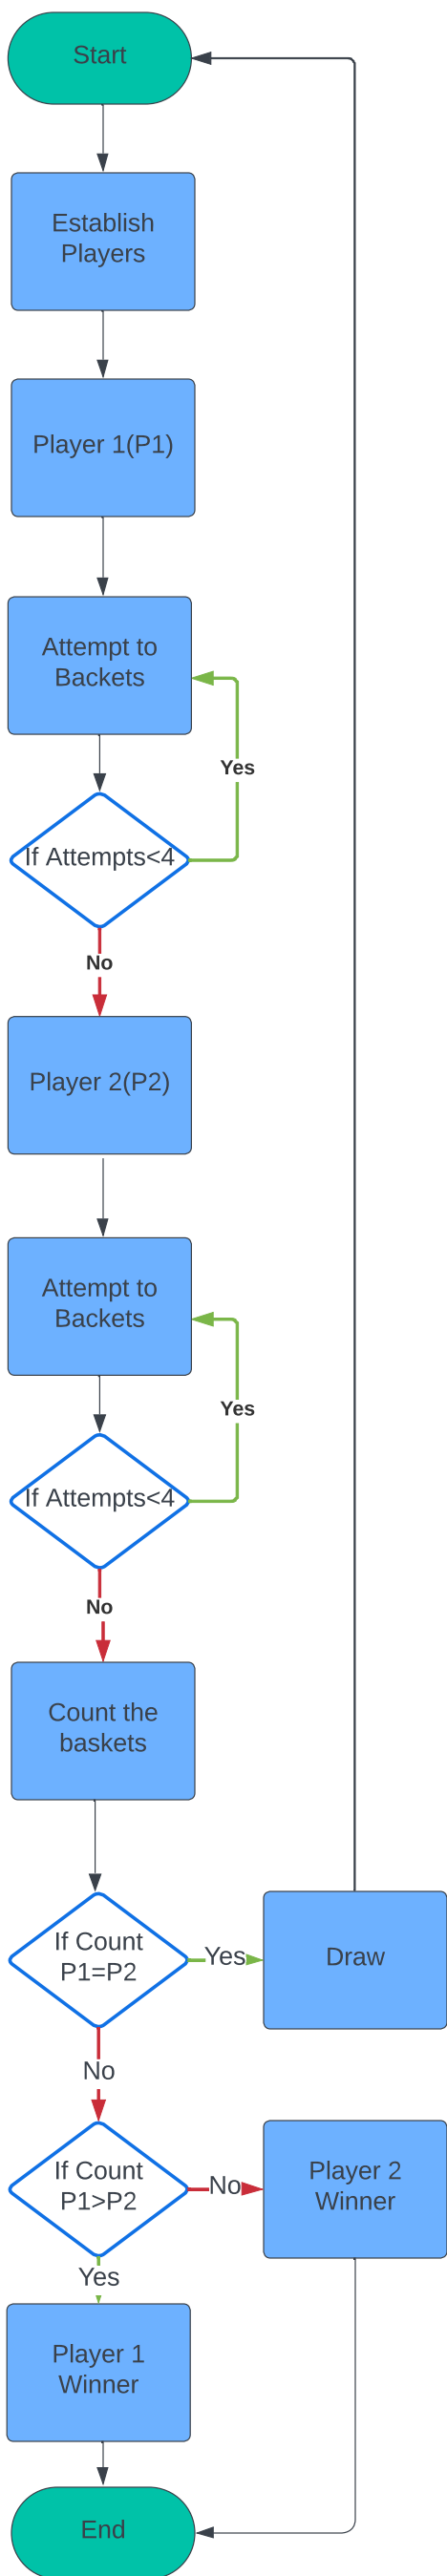 Start
Establish
Players
Player 1(P1)
Attempt to
Backets
Yes
If Attempts<4
No
Player 2(P2)
Attempt to
Backets
Yes
If Attempts<4
No
Count the
baskets
If Count
P1=P2
Yes
Draw
No
If Count
P1>P2
No
Player 2
Winner
Yes
Player 1
Winner
End